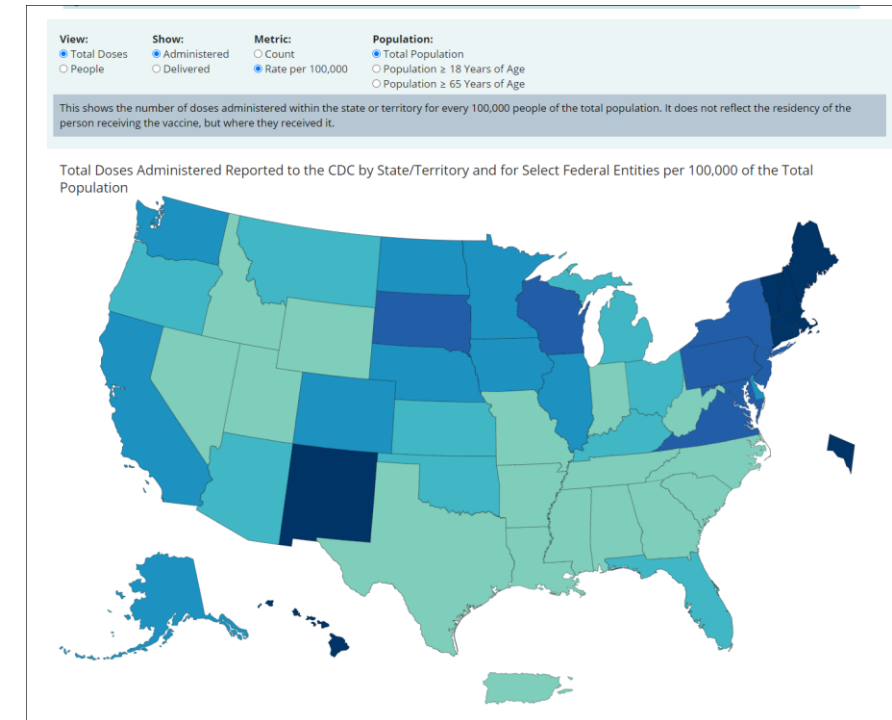 View:
Total Doses
People
Show:
Administered
Delivered
Metric:
Count
Rate per 100,000
Population:
Total Population
Population ≥ 18 Years of Age
Population ≥ 65 Years of Age
This shows the number of doses administered within the state or territory for every 100,000 people of the total population. It does not reflect the residency of the
person receiving the vaccine, but where they received it.
Total Doses Administered Reported to the CDC by State/Territory and for Select Federal Entities per 100,000 of the Total
Population